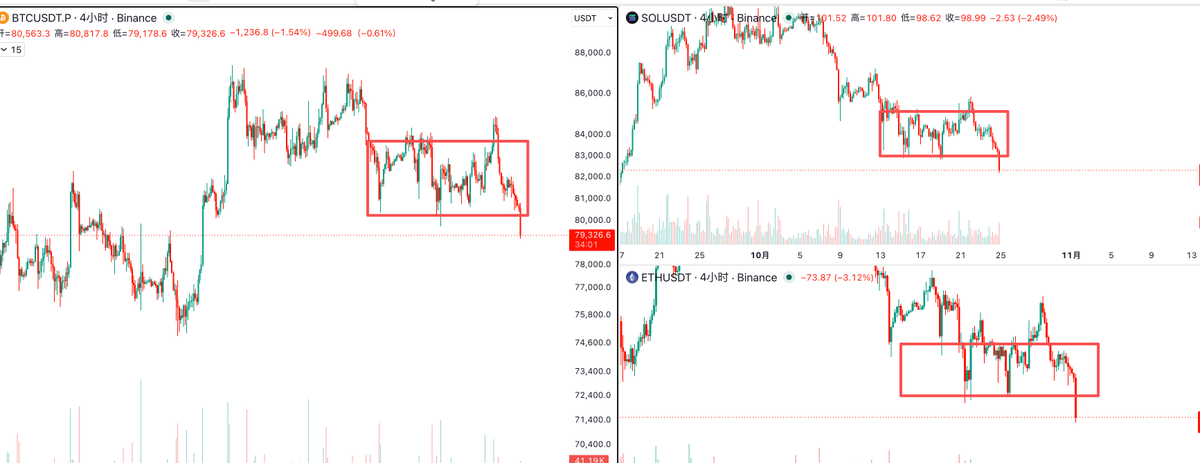 BTCUSDT.P · 4小时 · Binance
开=80,563.3 高=80,817.8 低=79,178.6 收=79,326.6 −1,236.8 (−1.54%) −499.68 (−0.61%)
15
USDT
88,000.0
86,000.0
84,000.0
83,000.0
82,000.0
81,000.0
80,000.0
79,326.6
34:01
78,000.0
77,000.0
75,800.0
74,600.0
73,400.0
72,400.0
71,400.0
70,400.0
41.19K
SOLUSDT · 4小时 · Binance 开=101.52 高=101.80 低=98.62 收=98.99 −2.53 (−2.49%)
7 21 25 10月 5 9 13 17 21 25 11月 5 9 13
ETHUSDT · 4小时 · Binance −73.87 (−3.12%)